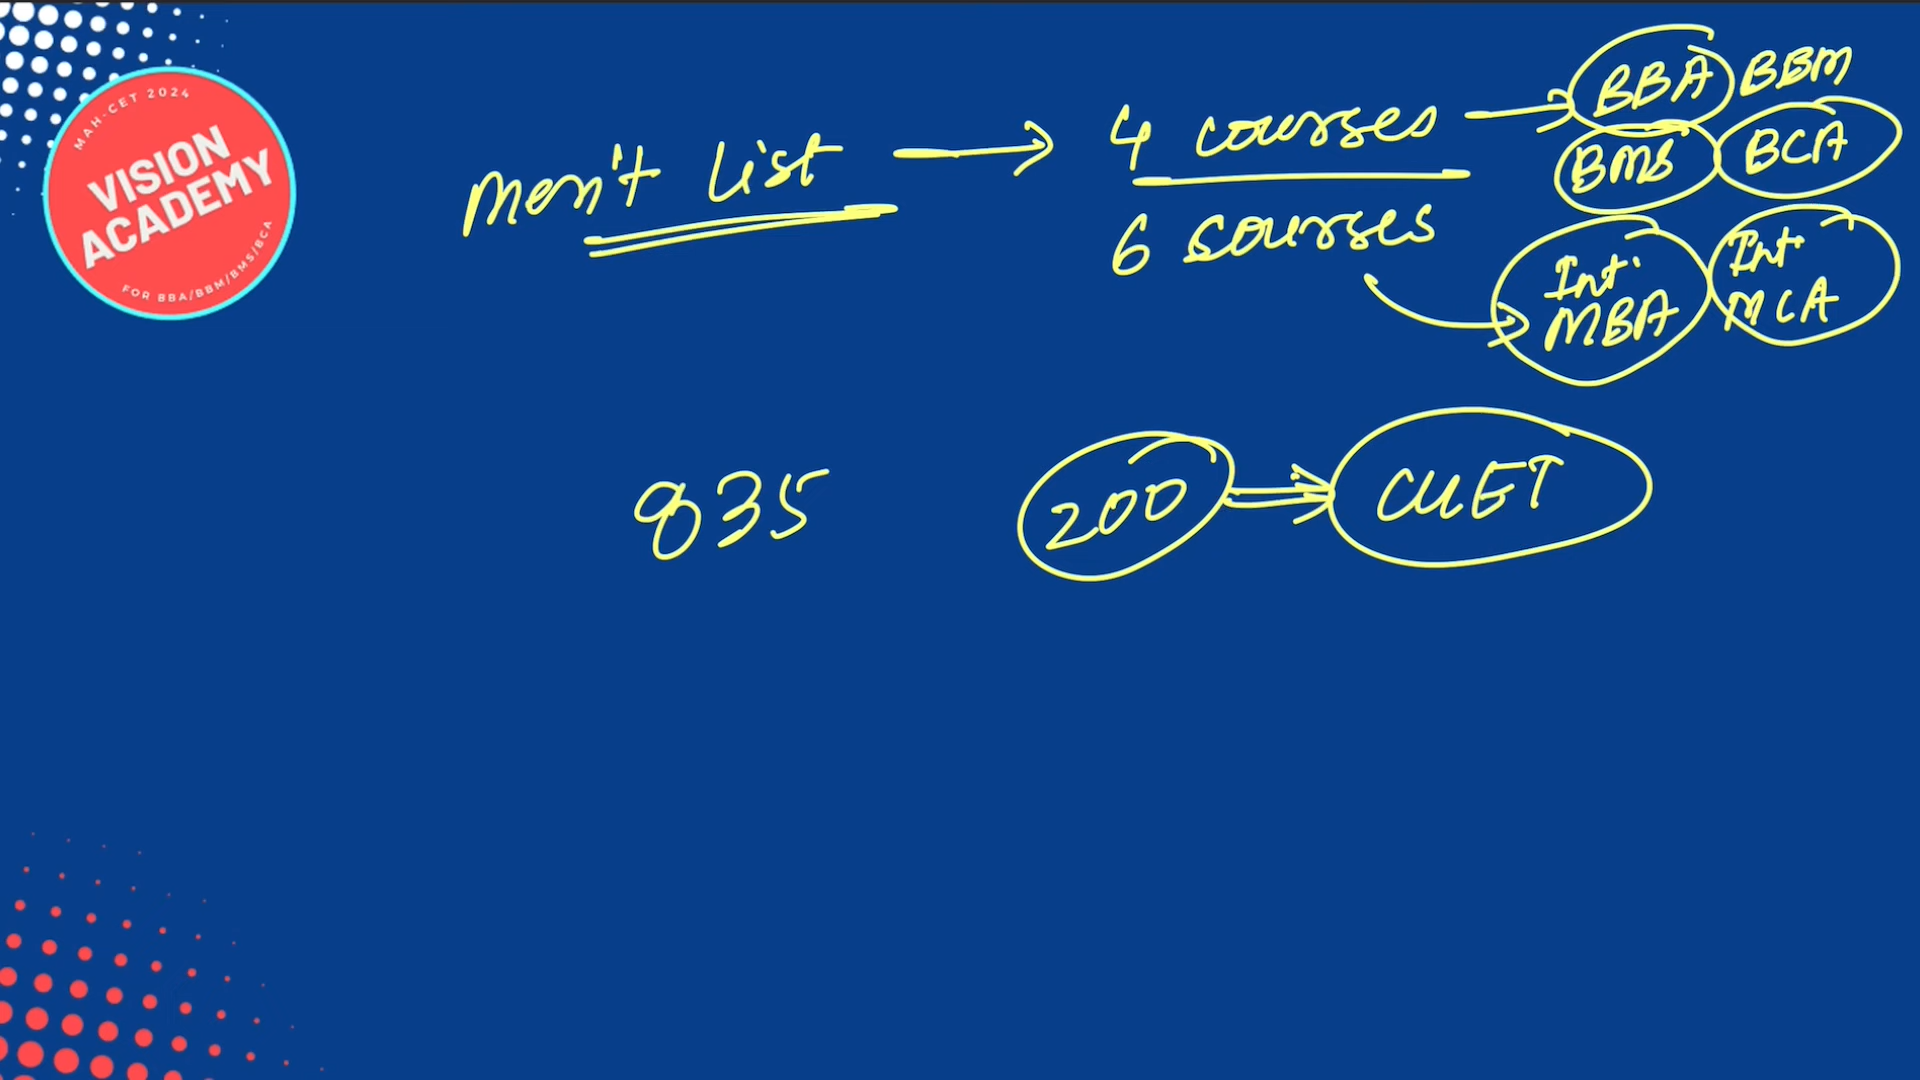 MAH-CET 2024
VISION
ACADEMY
FOR BBA/BBM/BMS/BCA
Merit List → 4 courses → BBA BBM
BMS BCA
6 courses
Int. MBA
Int. MCA
835 200 ⇒ CUET